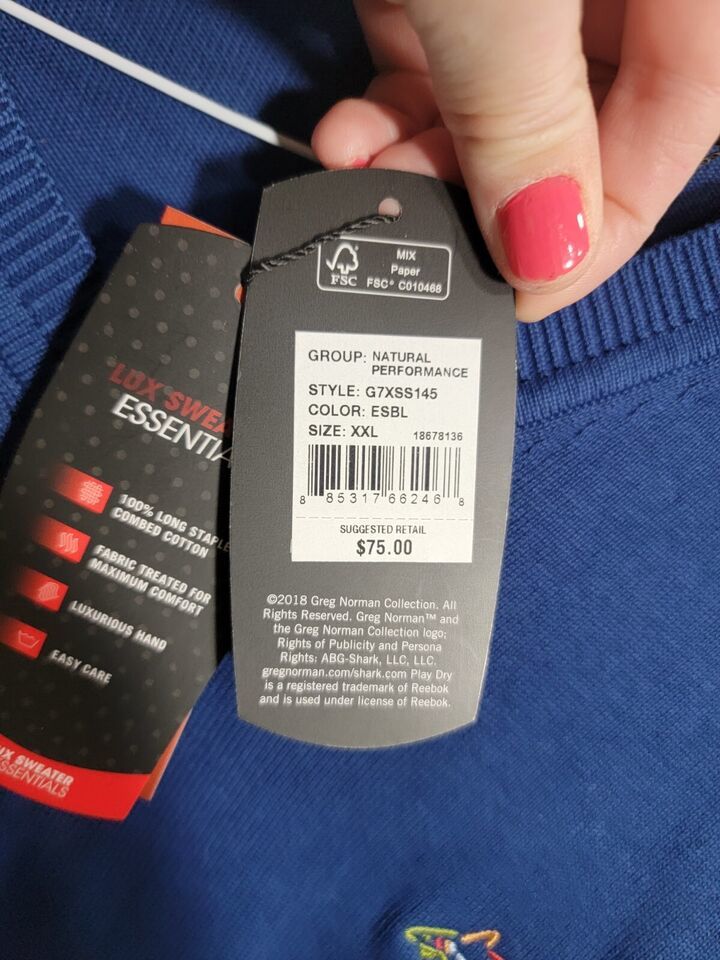 MIX
Paper
FSC
FSC® C010468
GROUP: NATURAL
PERFORMANCE
STYLE: G7XSS145
COLOR: ESBL
SIZE: XXL
18678136
8 85317 66246 8
SUGGESTED RETAIL
$75.00
©2018 Greg Norman Collection. All
Rights Reserved. Greg Norman™ and
the Greg Norman Collection logo;
Rights of Publicity and Persona
Rights: ABG-Shark, LLC, LLC.
gregnorman.com/shark.com Play Dry
is a registered trademark of Reebok
and is used under license of Reebok.
LUX SWEA
ESSENTIA
100% LONG STAPLE
COMBED COTTON
FABRIC TREATED FOR
MAXIMUM COMFORT
LUXURIOUS HAND
EASY CARE
UX SWEATER
ESSENTIALS